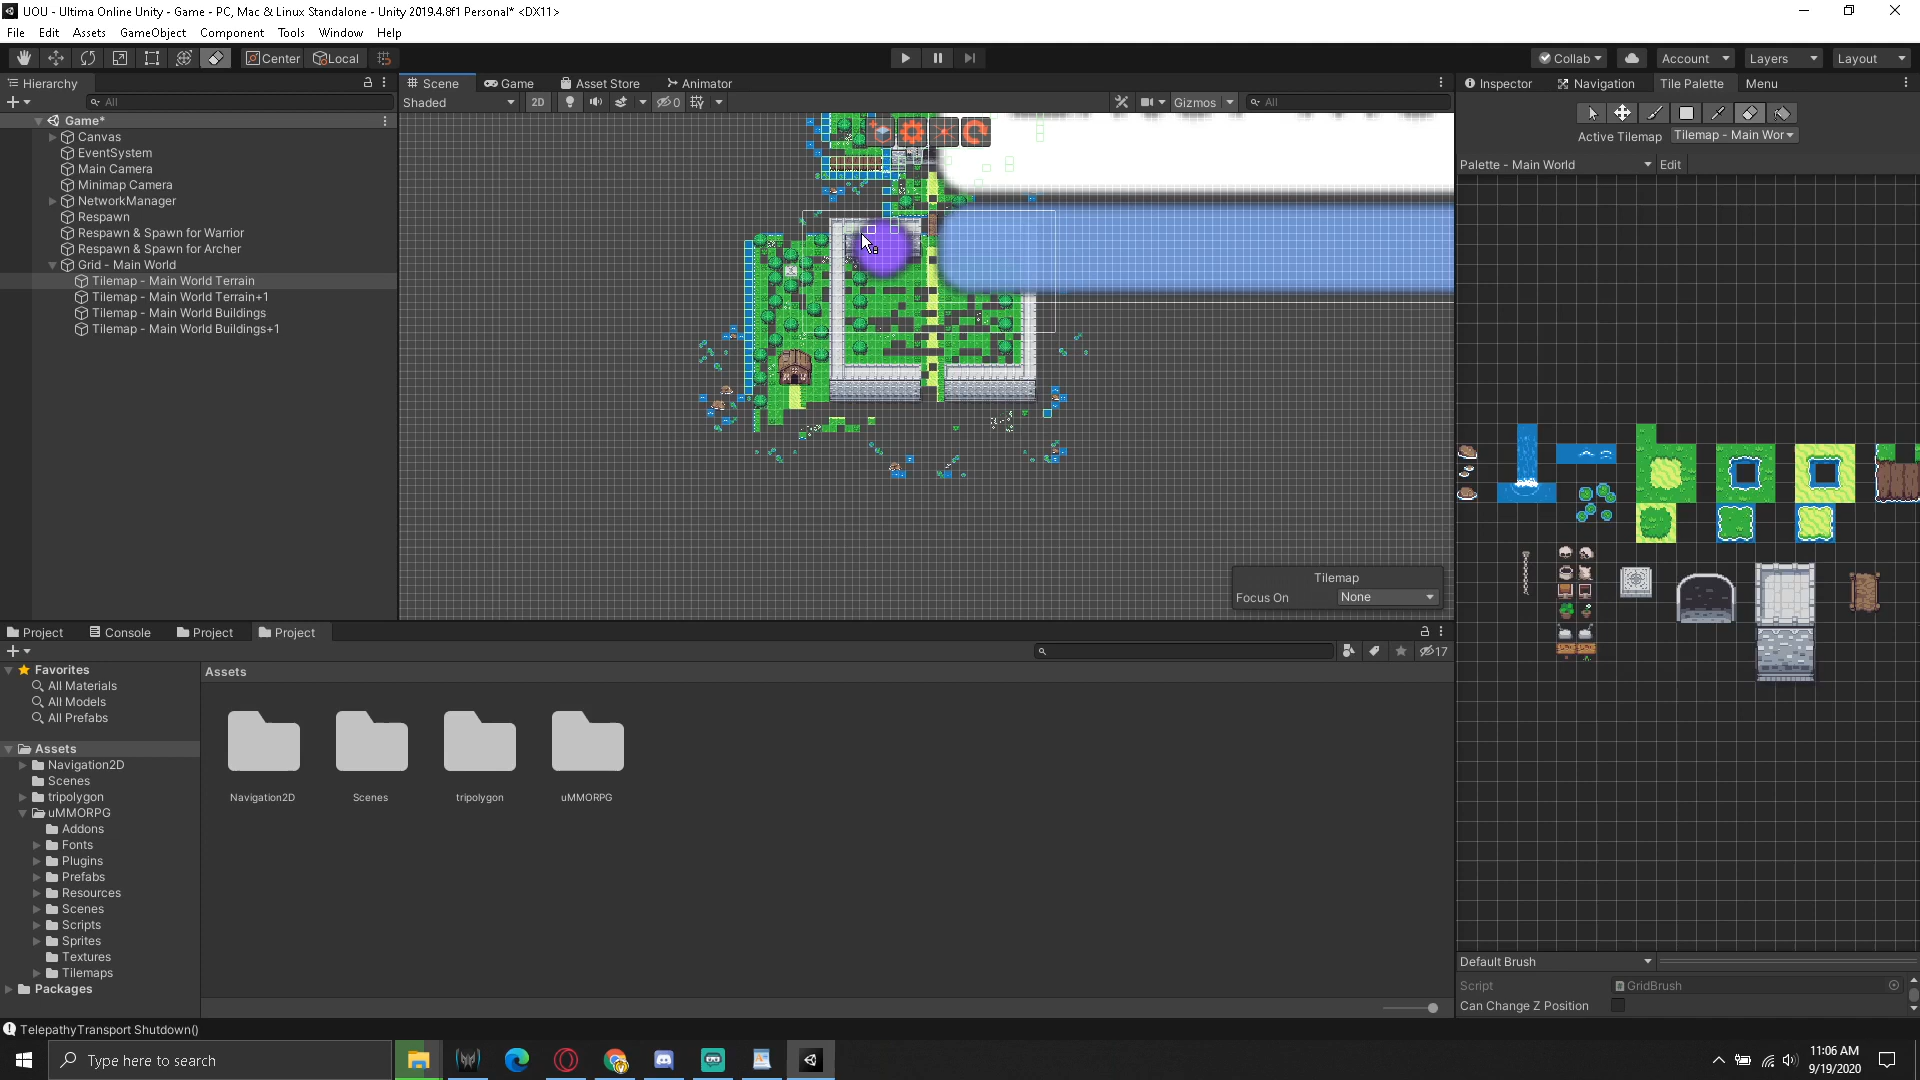 UOU - Ultima Online Unity - Game - PC, Mac & Linux Standalone - Unity 2019.4.8f1 Personal* <DX11>
File Edit Assets GameObject Component Tools Window Help
Center Local Collab Account Layers Layout
Hierarchy Scene Game Asset Store Animator Inspector Navigation Tile Palette Menu
All Shaded 2D 0 Gizmos All
Game*
Canvas
EventSystem
Main Camera
Minimap Camera
NetworkManager
Respawn
Respawn & Spawn for Warrior
Respawn & Spawn for Archer
Grid - Main World
Tilemap - Main World Terrain
Tilemap - Main World Terrain+1
Tilemap - Main World Buildings
Tilemap - Main World Buildings+1
Active Tilemap Tilemap - Main Wor
Palette - Main World Edit
Tilemap
Focus On None
Project Console Project Project
17
Favorites
All Materials
All Models
All Prefabs
Assets
Navigation2D
Scenes
tripolygon
uMMORPG
Addons
Fonts
Plugins
Prefabs
Resources
Scenes
Scripts
Sprites
Textures
Tilemaps
Packages
Assets
Navigation2D Scenes tripolygon uMMORPG
Default Brush
Script GridBrush
Can Change Z Position
TelepathyTransport Shutdown()
Type here to search
11:06 AM
9/19/2020